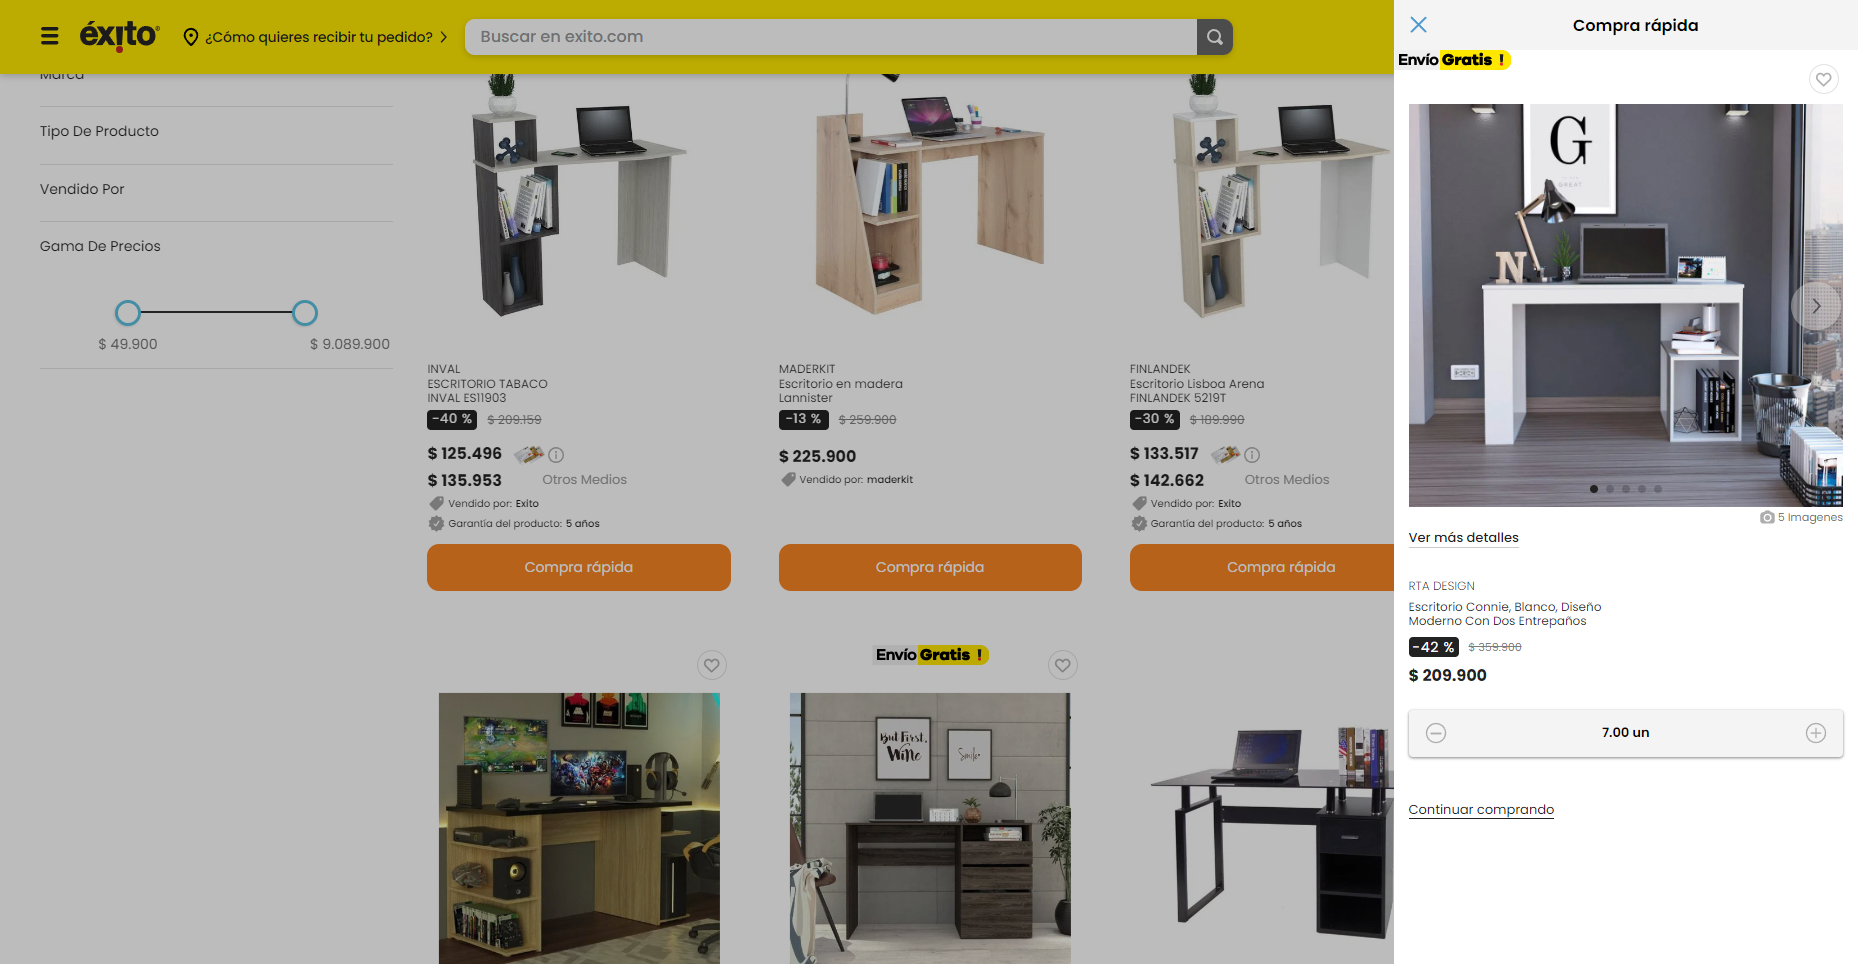 éxito
¿Cómo quieres recibir tu pedido?
Buscar en exito.com
Marca
Tipo De Producto
Vendido Por
Gama De Precios
$ 49.900
$ 9.089.900
INVAL
ESCRITORIO TABACO
INVAL ES11903
-40 %
$ 209.159
$ 125.496
$ 135.953
Otros Medios
Vendido por: Exito
Garantía del producto: 5 años
Compra rápida
MADERKIT
Escritorio en madera
Lannister
-13 %
$ 259.900
$ 225.900
Vendido por: maderkit
Compra rápida
FINLANDEK
Escritorio Lisboa Arena
FINLANDEK 5219T
-30 %
$ 189.900
$ 133.517
$ 142.662
Otros Medios
Vendido por: Exito
Garantía del producto: 5 años
Compra rápida
Envío Gratis !
But First,
Wine
Smile
Compra rápida
Envío Gratis !
G
GREAT
N
5 Imagenes
Ver más detalles
RTA DESIGN
Escritorio Connie, Blanco, Diseño
Moderno Con Dos Entrepaños
-42 %
$ 359.900
$ 209.900
7.00 un
Continuar comprando